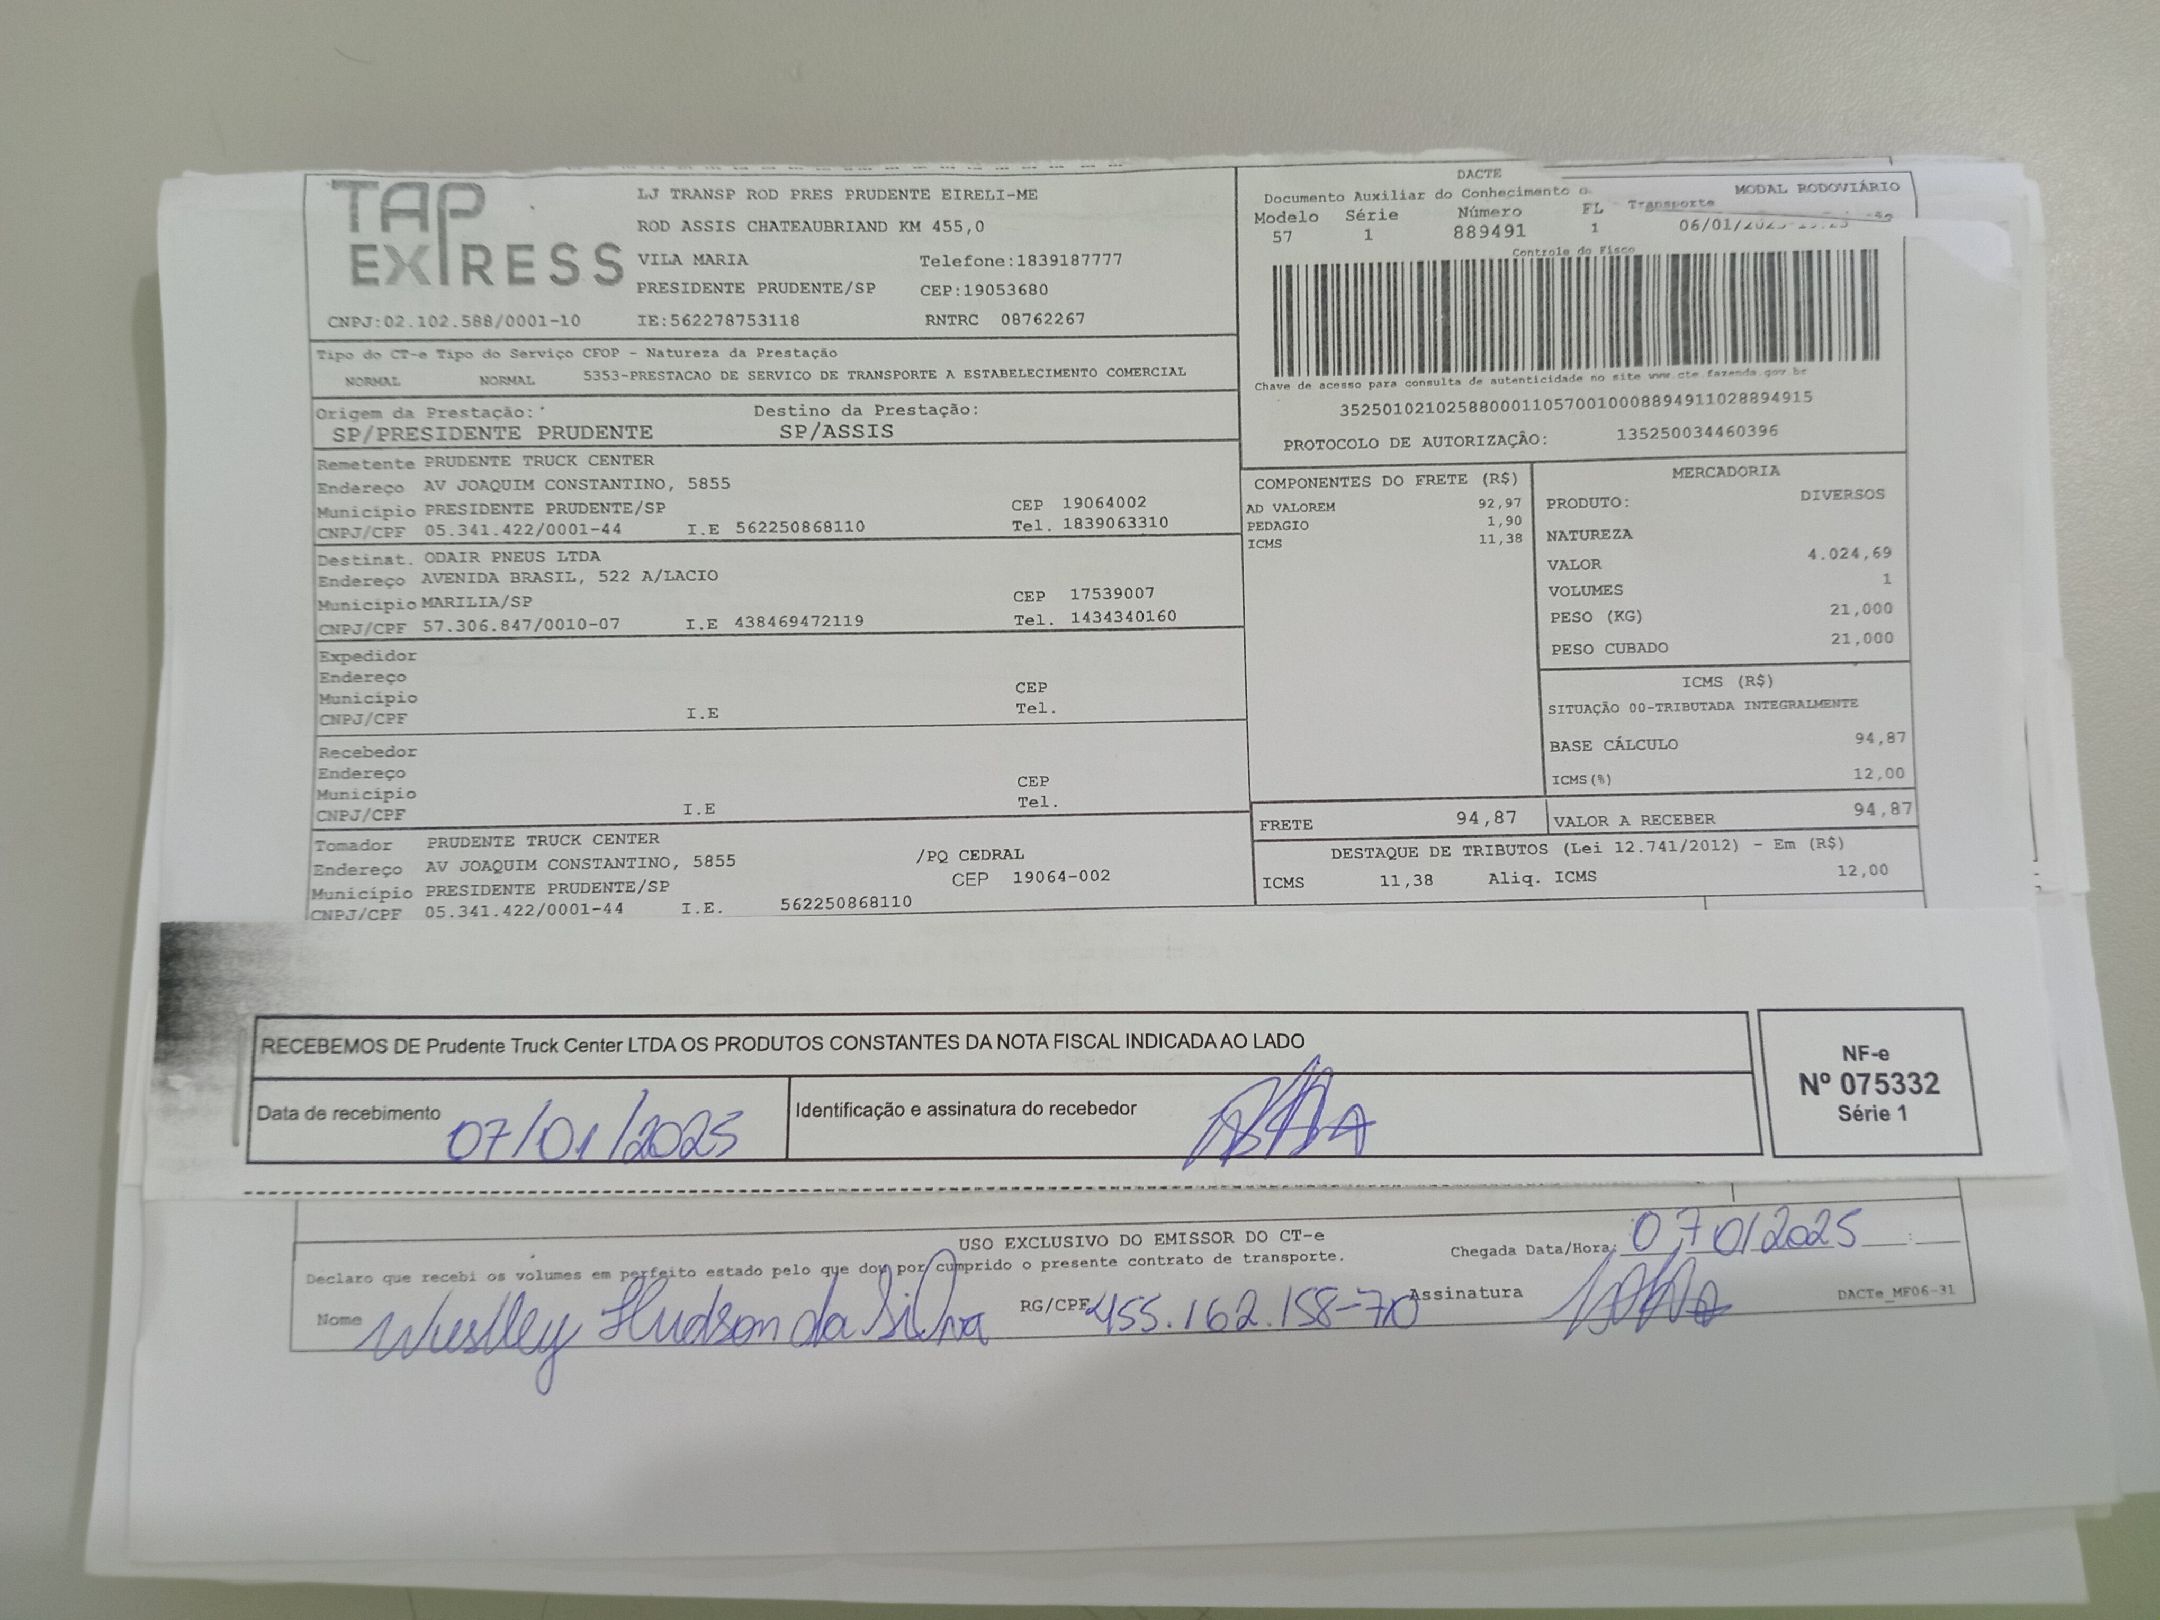 TAP EXPRESS
LJ TRANSP ROD PRES PRUDENTE EIRELI-ME
ROD ASSIS CHATEAUBRIAND KM 455,0
VILA MARIA Telefone:1839187777
PRESIDENTE PRUDENTE/SP CEP:19053680
CNPJ:02.102.588/0001-10 IE:562278753118 RNTRC 08762267
DACTE
Documento Auxiliar do Conhecimento
MODAL RODOVIÁRIO
Modelo Série Número FL Transporte
57 1 889491 1 06/01/
Controle do Fisco
Chave de acesso para consulta de autenticidade no site www.cte.fazenda.gov.br
35250102102588000110570010008894911028894915
PROTOCOLO DE AUTORIZAÇÃO: 135250034460396
Tipo do CT-e Tipo do Serviço CFOP - Natureza da Prestação
NORMAL NORMAL 5353-PRESTACAO DE SERVICO DE TRANSPORTE A ESTABELECIMENTO COMERCIAL
Origem da Prestação: Destino da Prestação:
SP/PRESIDENTE PRUDENTE SP/ASSIS
Remetente PRUDENTE TRUCK CENTER
Endereço AV JOAQUIM CONSTANTINO, 5855
Município PRESIDENTE PRUDENTE/SP CEP 19064002
CNPJ/CPF 05.341.422/0001-44 I.E 562250868110 Tel. 1839063310
Destinat. ODAIR PNEUS LTDA
Endereço AVENIDA BRASIL, 522 A/LACIO
Município MARILIA/SP CEP 17539007
CNPJ/CPF 57.306.847/0010-07 I.E 438469472119 Tel. 1434340160
Expedidor
Endereço
Município CEP
CNPJ/CPF I.E Tel.
Recebedor
Endereço
Município CEP
CNPJ/CPF I.E Tel.
Tomador PRUDENTE TRUCK CENTER
Endereço AV JOAQUIM CONSTANTINO, 5855 /PQ CEDRAL
Município PRESIDENTE PRUDENTE/SP CEP 19064-002
CNPJ/CPF 05.341.422/0001-44 I.E. 562250868110
COMPONENTES DO FRETE (R$)
AD VALOREM 92,97
PEDAGIO 1,90
ICMS 11,38
MERCADORIA
PRODUTO: DIVERSOS
NATUREZA
VALOR 4.024,69
VOLUMES 1
PESO (KG) 21,000
PESO CUBADO 21,000
ICMS (R$)
SITUAÇÃO 00-TRIBUTADA INTEGRALMENTE
BASE CÁLCULO 94,87
ICMS(%) 12,00
FRETE 94,87 VALOR A RECEBER 94,87
DESTAQUE DE TRIBUTOS (Lei 12.741/2012) - Em (R$)
ICMS 11,38 Aliq. ICMS 12,00
RECEBEMOS DE Prudente Truck Center LTDA OS PRODUTOS CONSTANTES DA NOTA FISCAL INDICADA AO LADO
Data de recebimento 07/01/2025 Identificação e assinatura do recebedor
NF-e
Nº 075332
Série 1
USO EXCLUSIVO DO EMISSOR DO CT-e
Chegada Data/Hora: 07/01/2025 :
Declaro que recebi os volumes em perfeito estado pelo que dou por cumprido o presente contrato de transporte.
Nome Weslley Hudson da Silva RG/CPF 455.162.158-70 Assinatura
DACTe_MF06-31